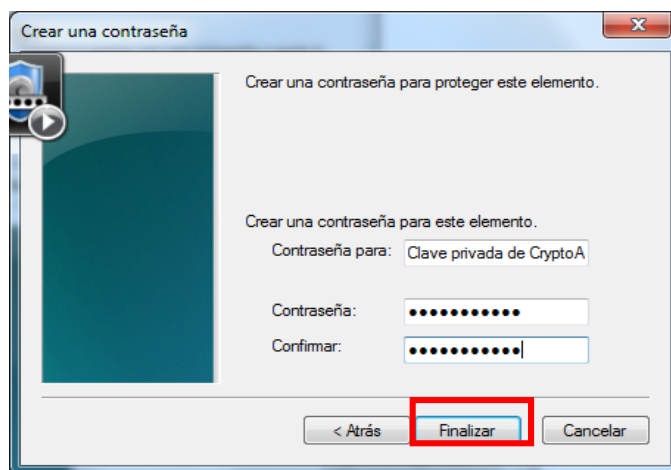 Crear una contraseña
Crear una contraseña para proteger este elemento.
Crear una contraseña para este elemento.
Contraseña para: Clave privada de CryptoA
Contraseña: ●●●●●●●●●●●
Confirmar: ●●●●●●●●●●●
< Atrás Finalizar Cancelar